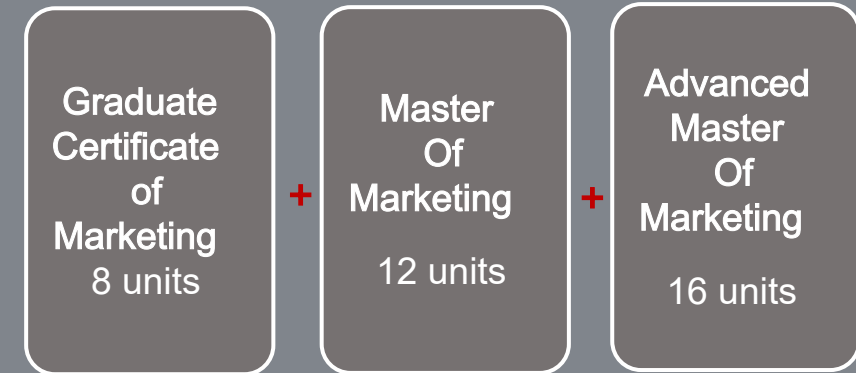 Graduate
Certificate
of
Marketing
8 units
+
Master
Of
Marketing
12 units
+
Advanced
Master
Of
Marketing
16 units